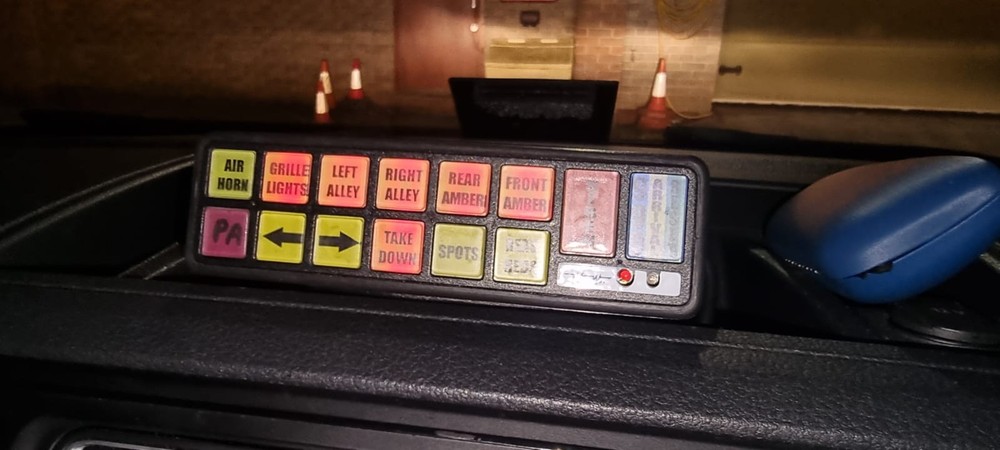 AIR
HORN
GRILLE
LIGHTS
LEFT
ALLEY
RIGHT
ALLEY
REAR
AMBER
FRONT
AMBER
PA
TAKE
DOWN
SPOTS